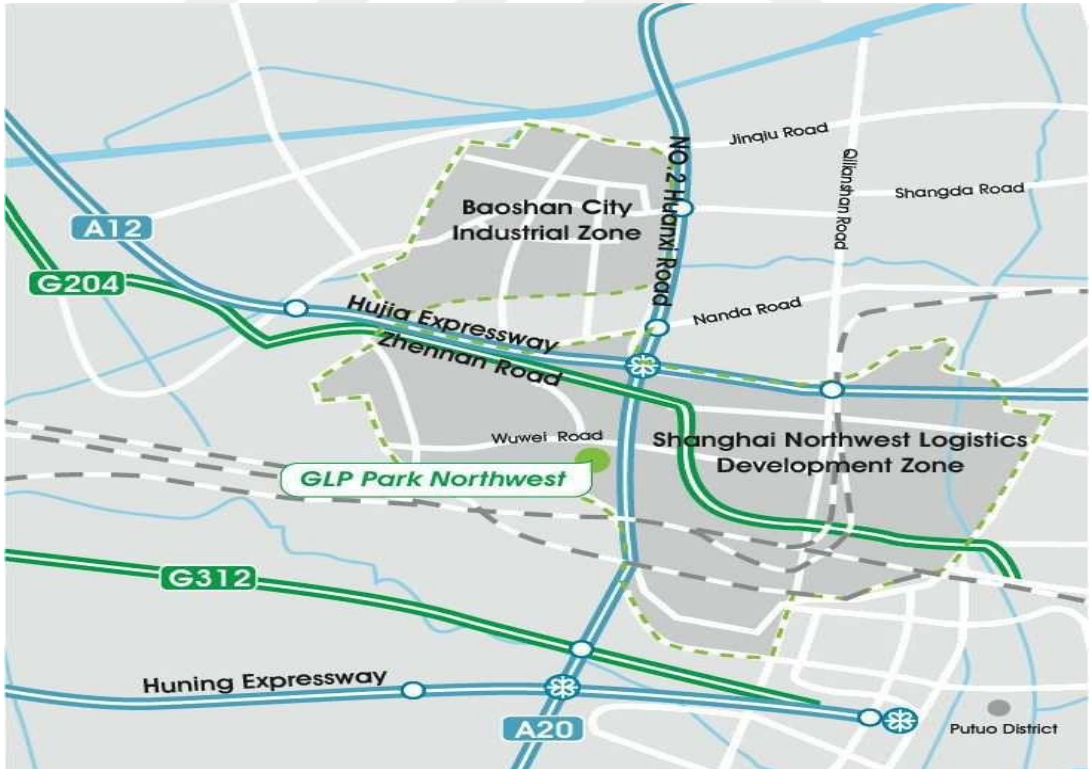 Jinqiu Road
NO.2 Huanxi Road
Qilianshan Road
Shangda Road
Baoshan City
Industrial Zone
A12
G204
Hujia Expressway
Zhennan Road
Nanda Road
Wuwei Road
Shanghai Northwest Logistics
Development Zone
GLP Park Northwest
G312
Huning Expressway
A20
Putuo District